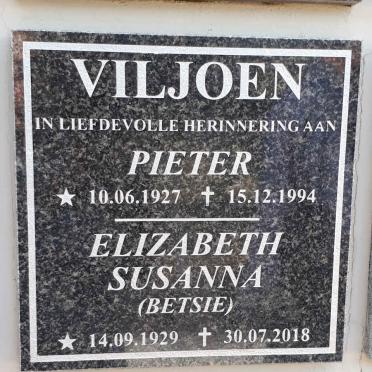 VILJOEN
IN LIEFDEVOLLE HERINNERING AAN
PIETER
★ 10.06.1927 ✝ 15.12.1994
ELIZABETH
SUSANNA
(BETSIE)
★ 14.09.1929 ✝ 30.07.2018